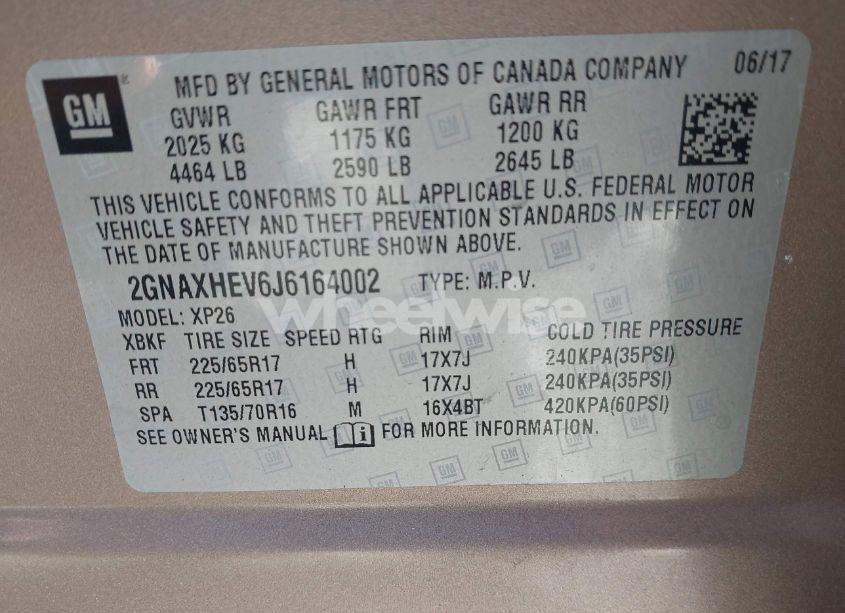 GM
MFD BY GENERAL MOTORS OF CANADA COMPANY 06/17
GVWR GAWR FRT GAWR RR
2025 KG 1175 KG 1200 KG
4464 LB 2590 LB 2645 LB
THIS VEHICLE CONFORMS TO ALL APPLICABLE U.S. FEDERAL MOTOR
VEHICLE SAFETY AND THEFT PREVENTION STANDARDS IN EFFECT ON
THE DATE OF MANUFACTURE SHOWN ABOVE.
2GNAXHEV6J6164002 TYPE: M.P.V.
wheelwise
MODEL: XP26
XBKF TIRE SIZE SPEED RTG RIM COLD TIRE PRESSURE
FRT 225/65R17 H 17X7J 240KPA(35PSI)
RR 225/65R17 H 17X7J 240KPA(35PSI)
SPA T135/70R16 M 16X4BT 420KPA(60PSI)
SEE OWNER'S MANUAL i FOR MORE INFORMATION.